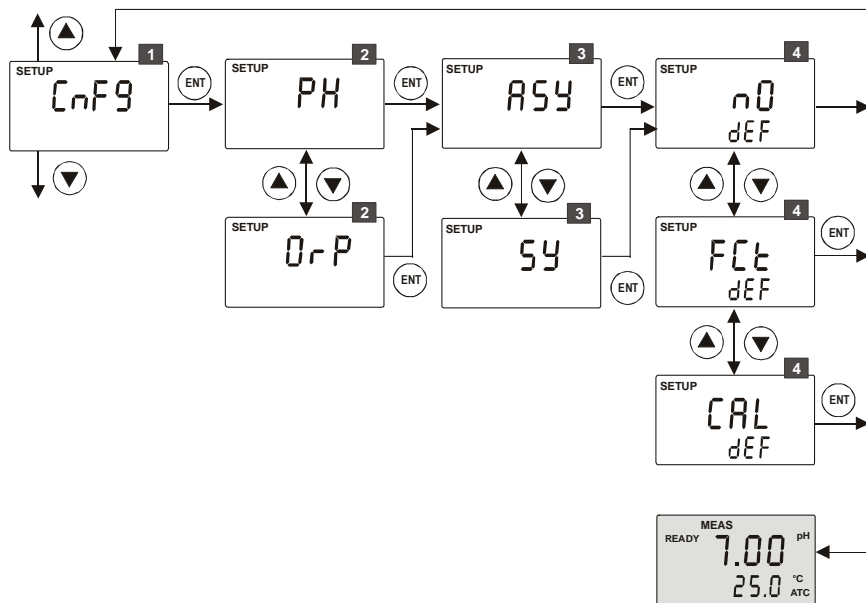 1
SETUP
CnF9
ENT
2
SETUP
PH
ENT
3
SETUP
ASY
ENT
4
SETUP
nO
dEF
2
SETUP
OrP
ENT
3
SETUP
SY
ENT
4
SETUP
FCt
dEF
ENT
4
SETUP
CAL
dEF
ENT
MEAS
READY 7.00 pH
25.0 °C
ATC